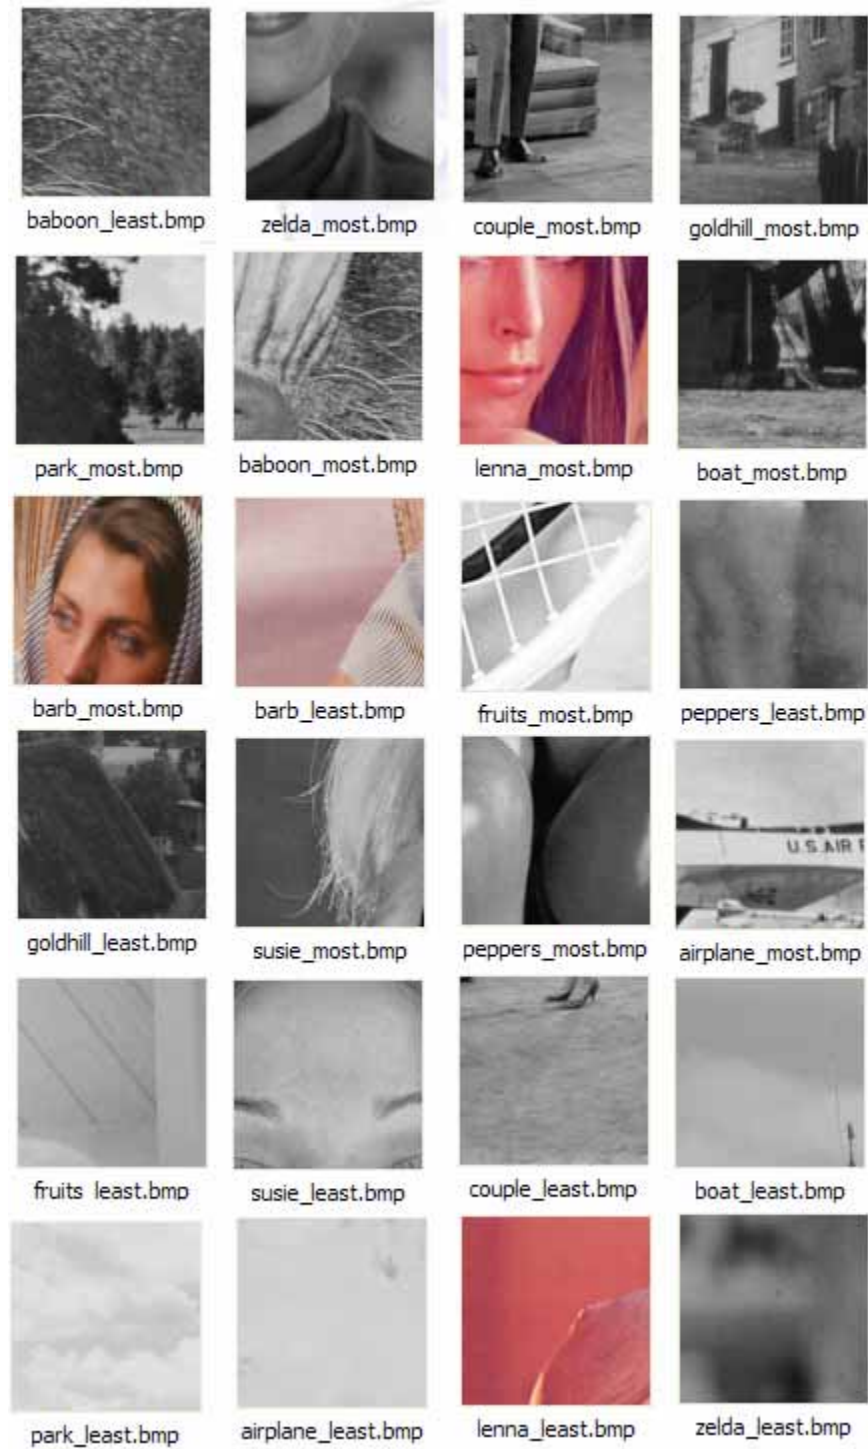 baboon_least.bmp
zelda_most.bmp
couple_most.bmp
goldhill_most.bmp
park_most.bmp
baboon_most.bmp
lenna_most.bmp
boat_most.bmp
barb_most.bmp
barb_least.bmp
fruits_most.bmp
peppers_least.bmp
goldhill_least.bmp
susie_most.bmp
peppers_most.bmp
U.S.AIR F
airplane_most.bmp
fruits_least.bmp
susie_least.bmp
couple_least.bmp
boat_least.bmp
park_least.bmp
airplane_least.bmp
lenna_least.bmp
zelda_least.bmp